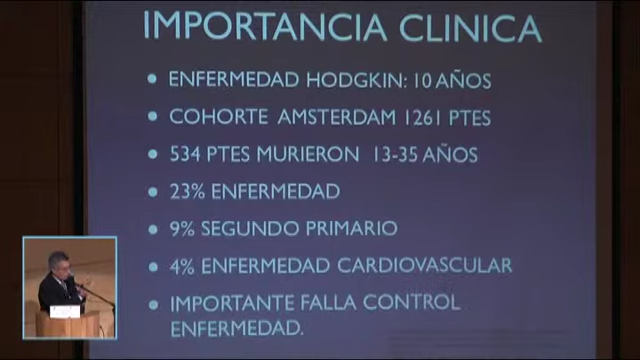 IMPORTANCIA CLINICA
• ENFERMEDAD HODGKIN: 10 AÑOS
• COHORTE AMSTERDAM 1261 PTES
• 534 PTES MURIERON 13-35 AÑOS
• 23% ENFERMEDAD
• 9% SEGUNDO PRIMARIO
• 4% ENFERMEDAD CARDIOVASCULAR
• IMPORTANTE FALLA CONTROL
ENFERMEDAD.